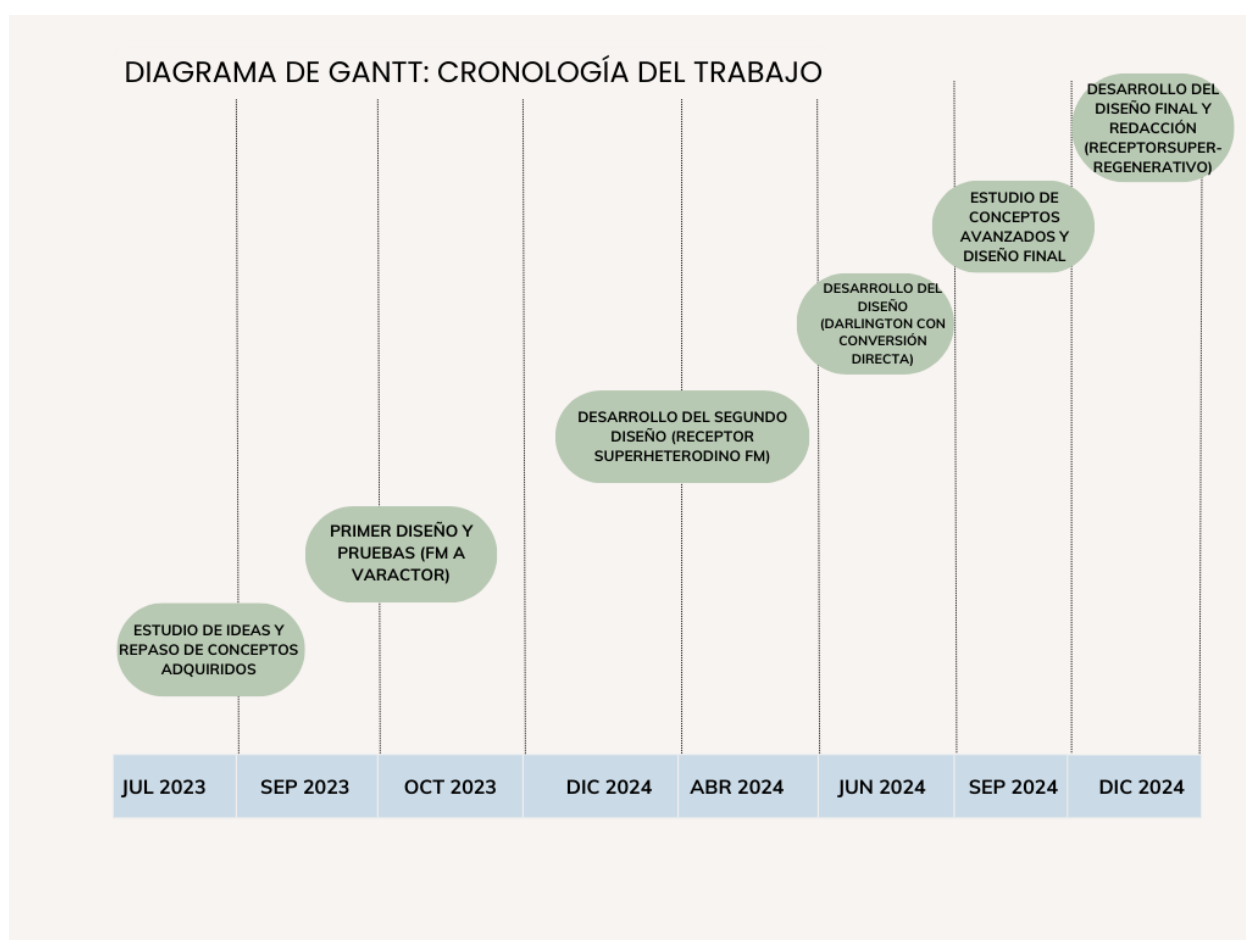 DIAGRAMA DE GANTT: CRONOLOGÍA DEL TRABAJO
DESARROLLO DEL
DISEÑO FINAL Y
REDACCIÓN
(RECEPTORSUPER-
REGENERATIVO)
ESTUDIO DE
CONCEPTOS
AVANZADOS Y
DISEÑO FINAL
DESARROLLO DEL
DISEÑO
(DARLINGTON CON
CONVERSIÓN
DIRECTA)
DESARROLLO DEL SEGUNDO
DISEÑO (RECEPTOR
SUPERHETERODINO FM)
PRIMER DISEÑO Y
PRUEBAS (FM A
VARACTOR)
ESTUDIO DE IDEAS Y
REPASO DE CONCEPTOS
ADQUIRIDOS
JUL 2023 SEP 2023 OCT 2023 DIC 2024 ABR 2024 JUN 2024 SEP 2024 DIC 2024